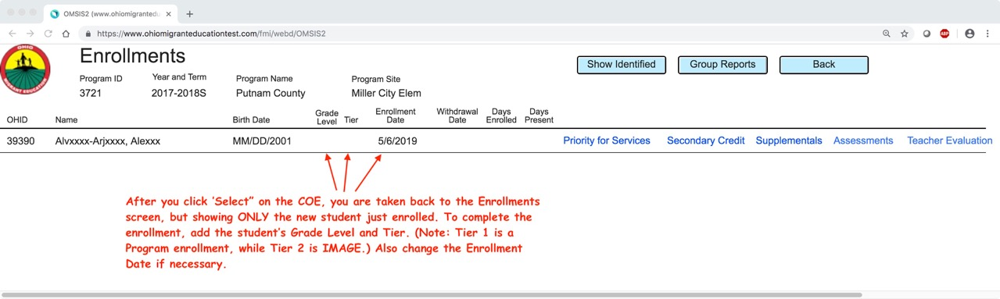 OMSIS2 (www.ohiomigranteduc
https://www.ohiomigranteducationtest.com/fmi/webd/OMSIS2
ABP
OHIO
MIGRANT EDUCATION
Enrollments
Show Identified Group Reports Back
Program ID Year and Term Program Name Program Site
3721 2017-2018S Putnam County Miller City Elem
OHID Name Birth Date Grade Level Tier Enrollment Date Withdrawal Date Days Enrolled Days Present
39390 Alvxxxx-Arjxxxx, Alexxx MM/DD/2001 5/6/2019 Priority for Services Secondary Credit Supplementals Assessments Teacher Evaluation
After you click ‘Select” on the COE, you are taken back to the Enrollments
screen, but showing ONLY the new student just enrolled. To complete the
enrollment, add the student's Grade Level and Tier. (Note: Tier 1 is a
Program enrollment, while Tier 2 is IMAGE.) Also change the Enrollment
Date if necessary.